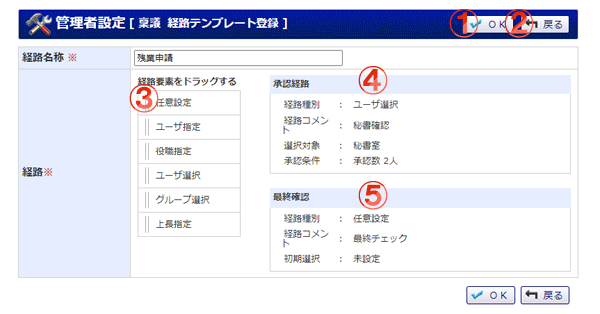 管理者設定 [ 稟議 経路テンプレート登録 ]
① OK ② 戻る
経路名称 ※
残業申請
経路※
経路要素をドラッグする
③ 任意設定
ユーザ指定
役職指定
ユーザ選択
グループ選択
上長指定
④
承認経路
経路種別 ： ユーザ選択
経路コメント ： 秘書確認
選択対象 ： 秘書室
承認条件 ： 承認数 2人
⑤
最終確認
経路種別 ： 任意設定
経路コメント ： 最終チェック
初期選択 ： 未設定
OK 戻る